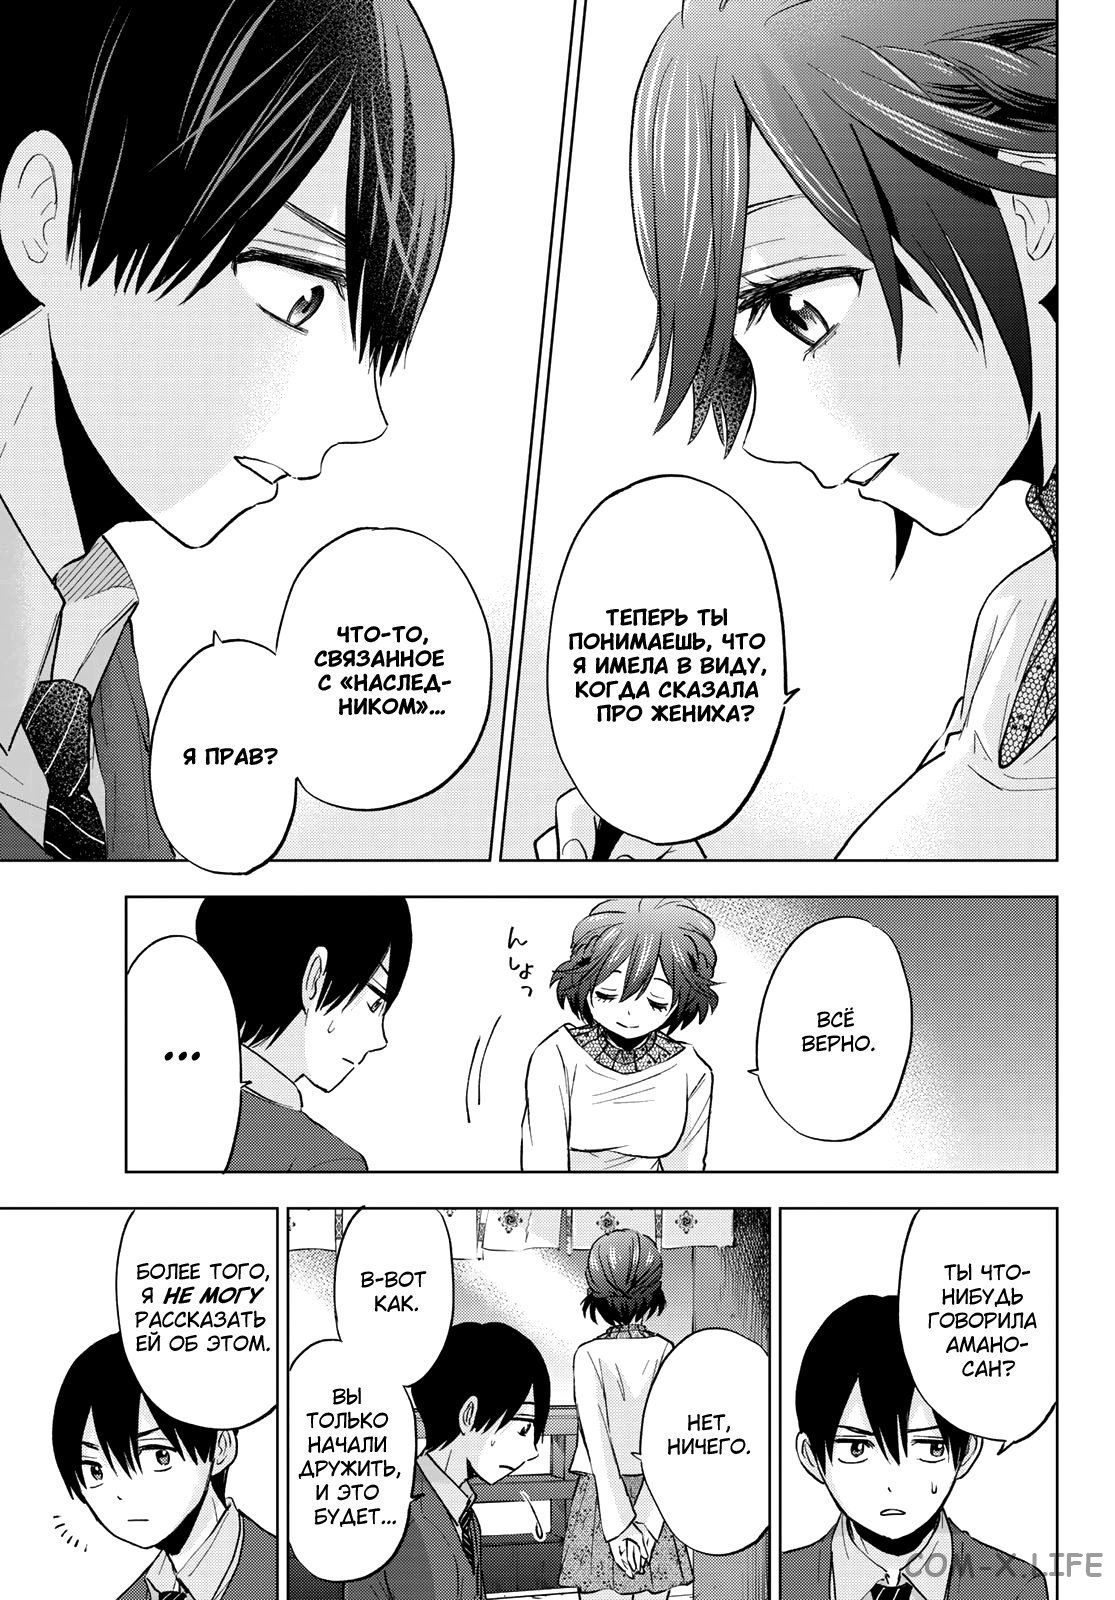 ТЕПЕРЬ ТЫ
ПОНИМАЕШЬ, ЧТО
Я ИМЕЛА В ВИДУ,
КОГДА СКАЗАЛА
ПРО ЖЕНИХА?
ЧТО-ТО,
СВЯЗАННОЕ
С «НАСЛЕД-
НИКОМ»...
Я ПРАВ?
ВСЁ
ВЕРНО.
んしょっ
...
ТЫ ЧТО-
НИБУДЬ
ГОВОРИЛА
АМАНО-
САН?
НЕТ,
НИЧЕГО.
В-ВОТ
КАК.
ВЫ
ТОЛЬКО
НАЧАЛИ
ДРУЖИТЬ,
И ЭТО
БУДЕТ...
БОЛЕЕ ТОГО,
Я НЕ МОГУ
РАССКАЗАТЬ
ЕЙ ОБ ЭТОМ.
COM-X.LIFE